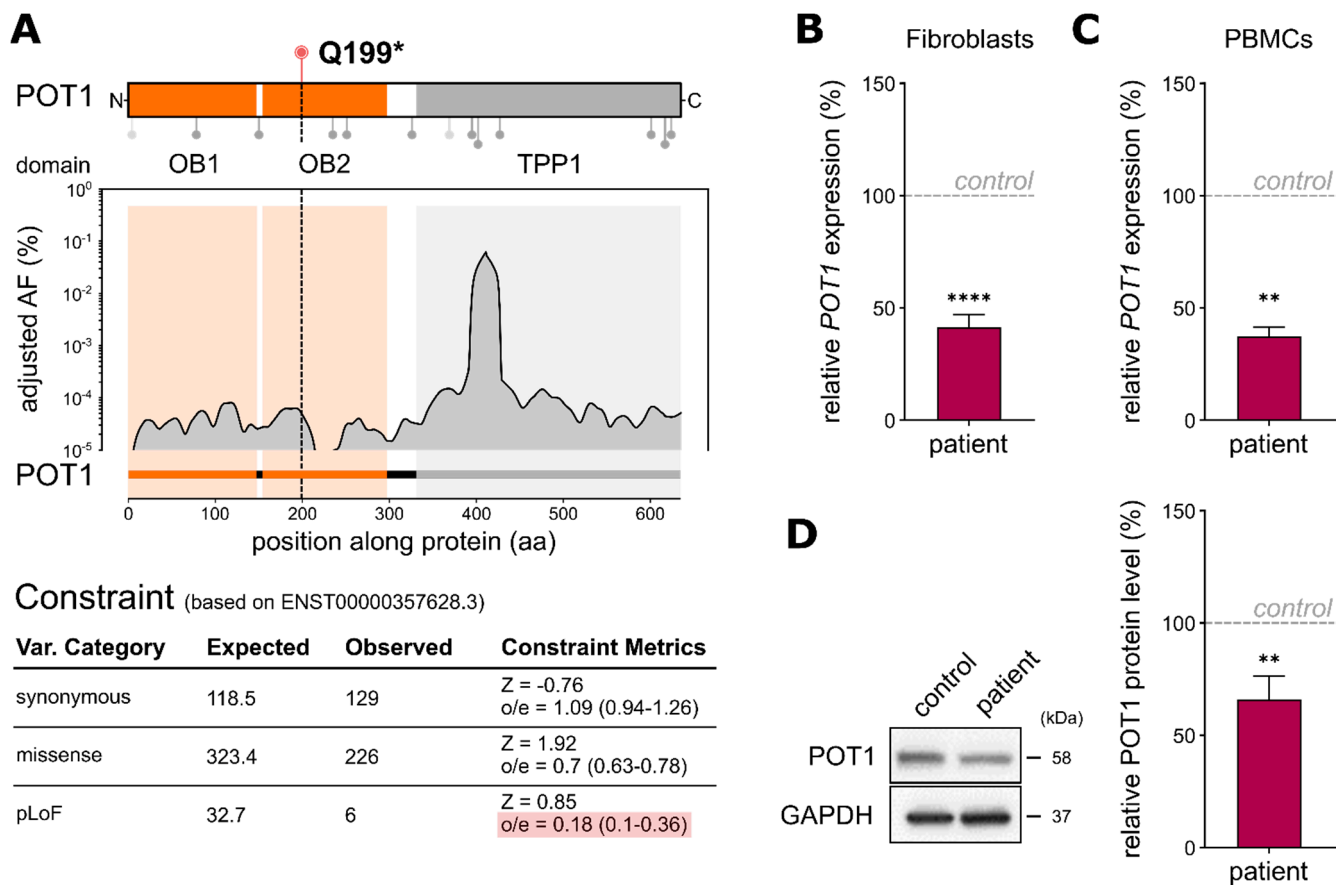 A
Q199*
POT1
N
C
domain
OB1
OB2
TPP1
adjusted AF (%)
10^0
10^-1
10^-2
10^-3
10^-4
10^-5
POT1
0 100 200 300 400 500 600
position along protein (aa)
Constraint (based on ENST00000357628.3)
Var. Category Expected Observed Constraint Metrics
synonymous 118.5 129 Z = -0.76
o/e = 1.09 (0.94-1.26)
missense 323.4 226 Z = 1.92
o/e = 0.7 (0.63-0.78)
pLoF 32.7 6 Z = 0.85
o/e = 0.18 (0.1-0.36)
B
Fibroblasts
relative POT1 expression (%)
150
100
50
0
control
****
patient
C
PBMCs
relative POT1 expression (%)
150
100
50
0
control
**
patient
D
control patient
(kDa)
POT1 58
GAPDH 37
relative POT1 protein level (%)
150
100
50
0
control
**
patient